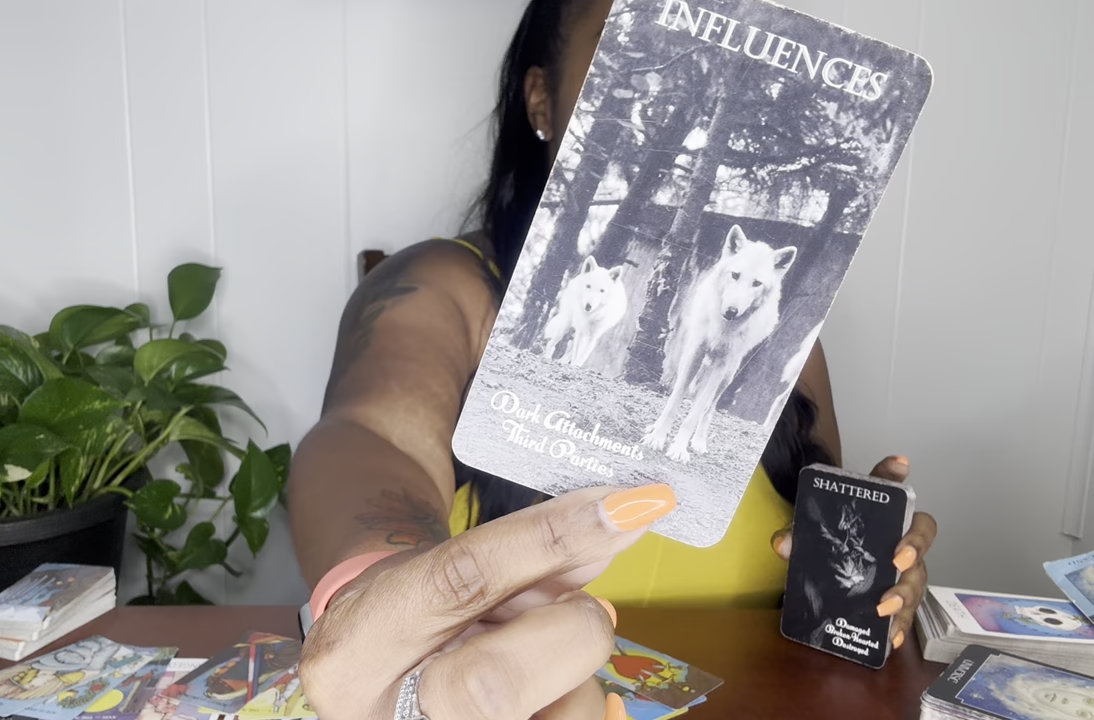 INFLUENCES
Dark Attachments
Third Parties
SHATTERED
Damaged
Broken Hearted
Destroyed